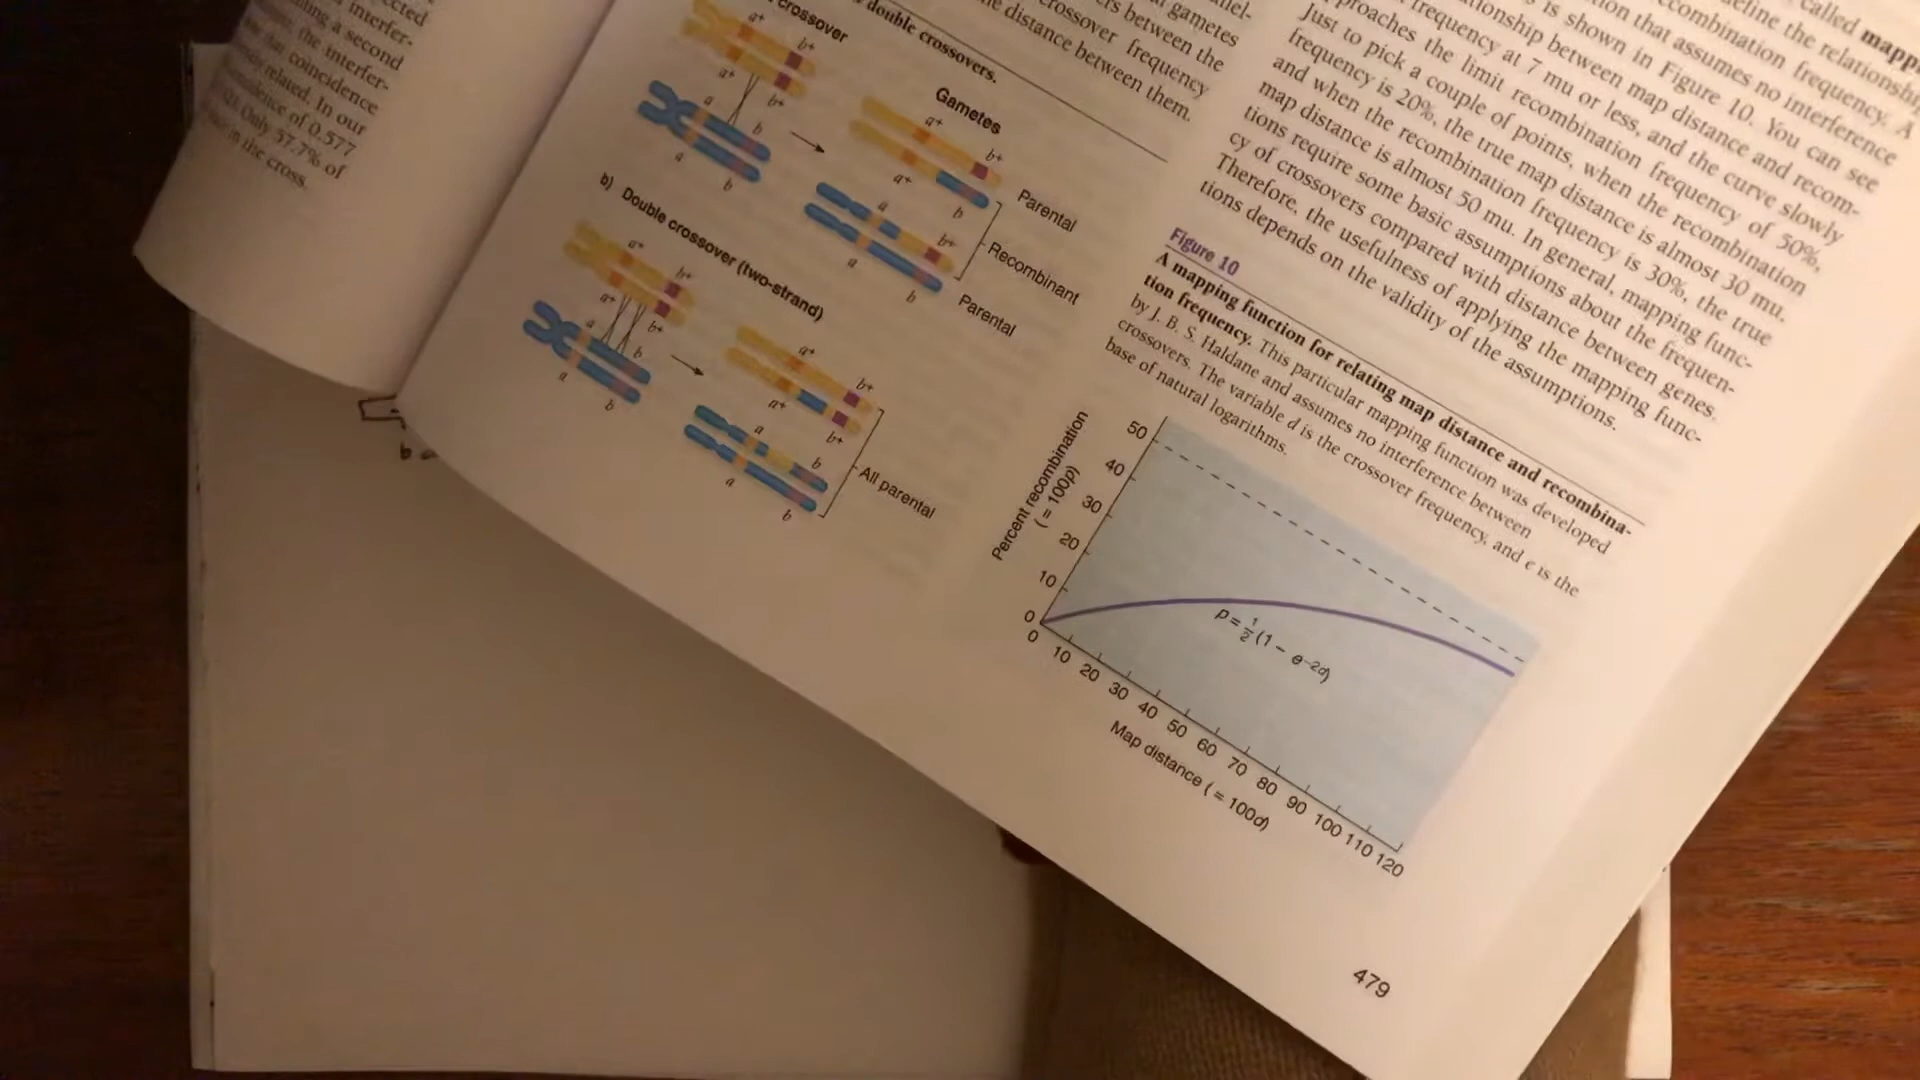 interfer-
a second
(the interfer-
that coincidence
related. In our
of 0.577
Only 57.7% of
in the cross.
double crossovers.
crossover
Gametes
a+
b+
a+
b+
a
b
a
b
a+
b+
a+
b
a
b+
a
b
Parental
Recombinant
Parental
b) Double crossover (two-strand)
a+
b+
a+
b+
a
b
a
b
a+
b+
a+
b+
a
b
a
b
All parental
gametes
between the
crossover frequency
distance between them.
called
define the relationship
recombination frequency. A
that assumes no interference
is shown in Figure 10. You can see
relationship between map distance and recom-
frequency at 7 mu or less, and the curve slowly
proaches the limit recombination frequency of 50%,
Just to pick a couple of points, when the recombination
frequency is 20%, the true map distance is almost 30 mu.
and when the recombination frequency is 30%, the true
map distance is almost 50 mu. In general, mapping func-
tions require some basic assumptions about the frequen-
cy of crossovers compared with distance between genes.
Therefore, the usefulness of applying the mapping func-
tions depends on the validity of the assumptions.
Figure 10
A mapping function for relating map distance and recombina-
tion frequency. This particular mapping function was developed
by J. B. S. Haldane and assumes no interference between
crossovers. The variable d is the crossover frequency, and e is the
base of natural logarithms.
Percent recombination
( = 100p)
50
40
30
20
10
0
p = 1/2 (1 − e−2d)
0 10 20 30 40 50 60 70 80 90 100 110 120
Map distance ( = 100d)
479